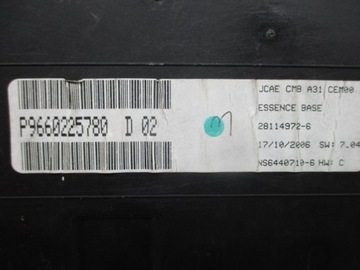 JCAE CMB A31 CEM00
ESSENCE BASE
P9660225780 D 02
28114972-6
17/10/2006 SW: 7.04
NS6440710-6 HW: C